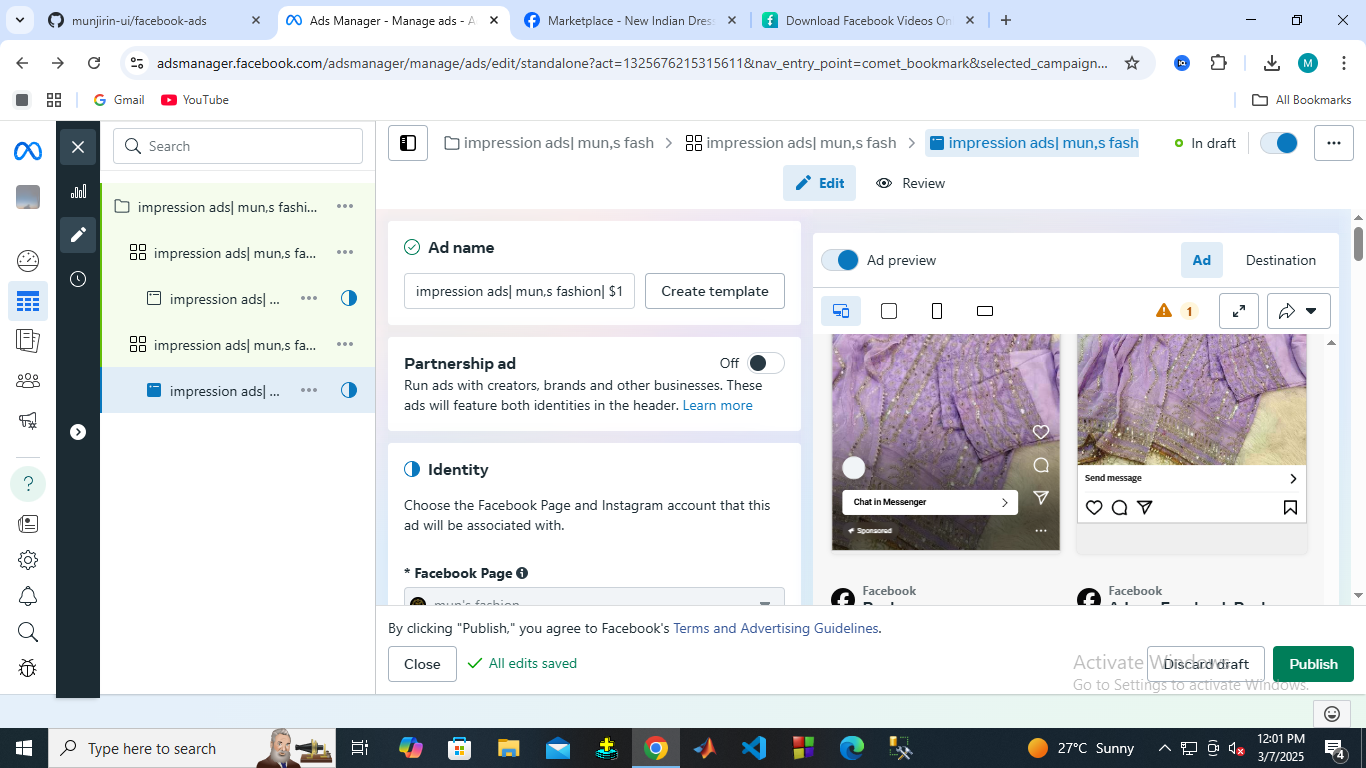 munjirin-ui/facebook-ads
Ads Manager - Manage ads - A
Marketplace - New Indian Dress
Download Facebook Videos On
adsmanager.facebook.com/adsmanager/manage/ads/edit/standalone?act=1325676215315611&nav_entry_point=comet_bookmark&selected_campaign...
M
Gmail
YouTube
All Bookmarks
Search
impression ads| mun,s fash
impression ads| mun,s fash
impression ads| mun,s fash
In draft
Edit
Review
impression ads| mun,s fashi...
impression ads| mun,s fa...
impression ads| ...
impression ads| mun,s fa...
impression ads| ...
Ad name
impression ads| mun,s fashion| $1
Create template
Partnership ad
Off
Run ads with creators, brands and other businesses. These
ads will feature both identities in the header. Learn more
Identity
Choose the Facebook Page and Instagram account that this
ad will be associated with.
* Facebook Page
mun's fashion
Ad preview
Ad
Destination
1
Chat in Messenger
Sponsored
Send message
Facebook
Facebook
By clicking "Publish," you agree to Facebook's Terms and Advertising Guidelines.
Close
All edits saved
Discard draft
Publish
Activate Windows
Go to Settings to activate Windows.
Type here to search
27°C Sunny
12:01 PM
3/7/2025
4